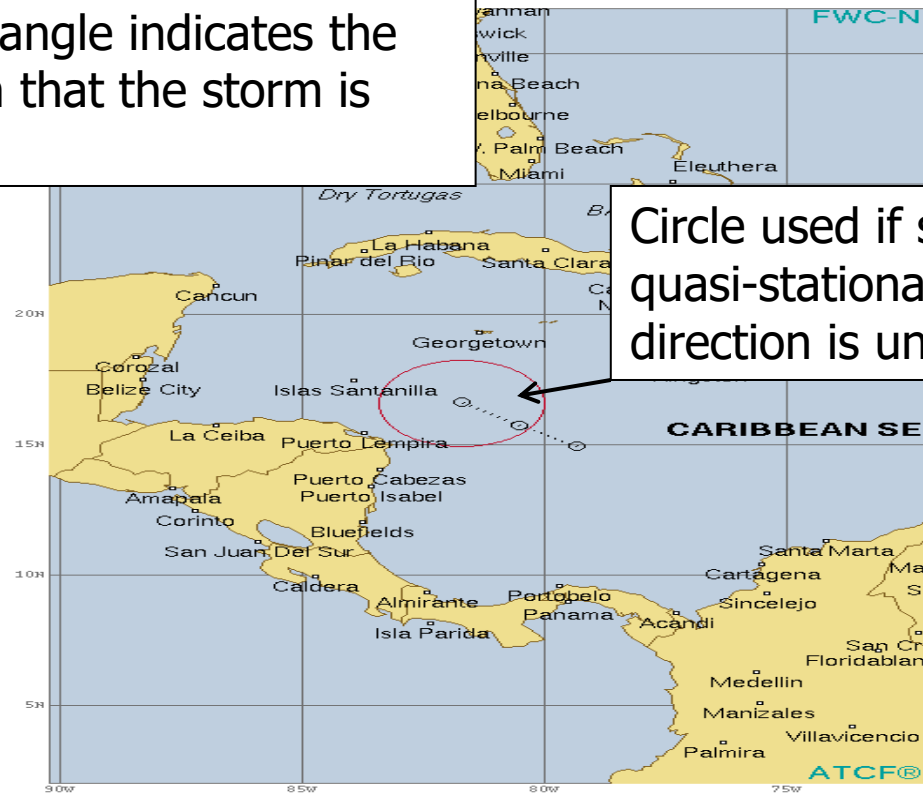 angle indicates the
that the storm is
FWC-N
wick
ville
na Beach
elbourne
. Palm Beach
Miami
Eleuthera
Dry Tortugas
Circle used if s
quasi-stationa
direction is un
La Habana
Pinar del Rio
Santa Clara
Cancun
20N
Georgetown
Corozal
Belize City
Islas Santanilla
CARIBBEAN SE
La Ceiba
15N
Puerto Lempira
Puerto Cabezas
Amapala
Puerto Isabel
Corinto
Bluefields
San Juan Del Sur
Santa Marta
10N
Cartagena
Ma
Caldera
Almirante
Portobelo
Sincelejo
S
Panama
Acandi
Isla Parida
San Cr
Floridablan
Medellin
5N
Manizales
Villavicencio
Palmira
ATCF®
90W
85W
80W
75W